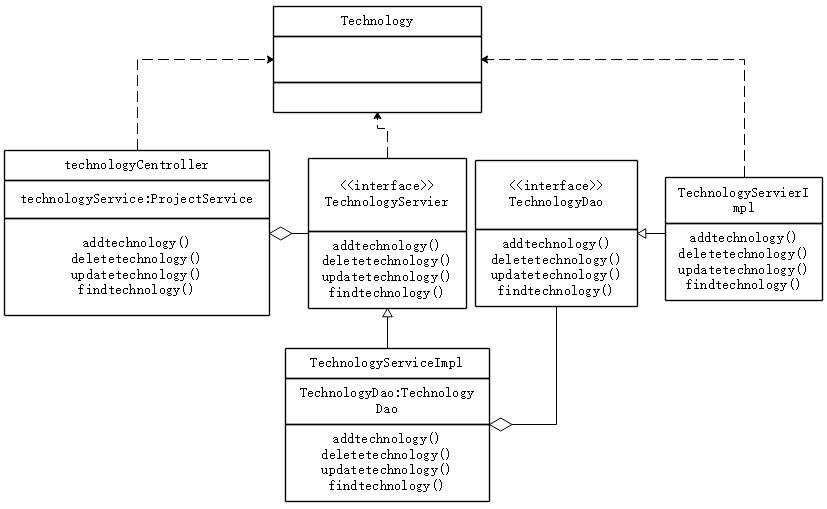 Technology
technologyController
technologyService:ProjectService
addtechnology()
deletetechnology()
updatetechnology()
findtechnology()
<<interface>>
TechnologyServier
addtechnology()
deletetechnology()
updatetechnology()
findtechnology()
<<interface>>
TechnologyDao
addtechnology()
deletetechnology()
updatetechnology()
findtechnology()
TechnologyServierI
mpl
addtechnology()
deletetechnology()
updatetechnology()
findtechnology()
TechnologyServiceImpl
TechnologyDao:Technology
Dao
addtechnology()
deletetechnology()
updatetechnology()
findtechnology()